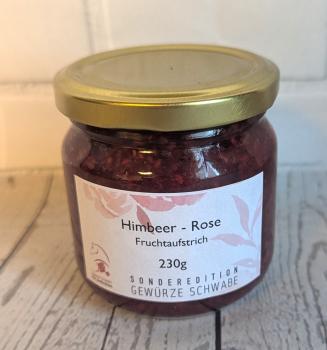 Himbeer - Rose
Fruchtaufstrich
230g
SONDEREDITION
GEWÜRZE SCHWABE